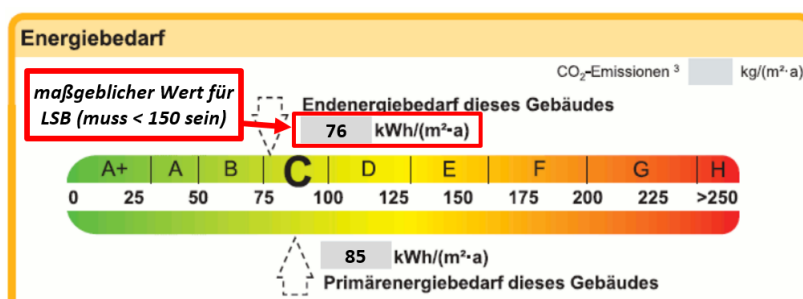 Energiebedarf
CO₂-Emissionen ³ kg/(m²·a)
maßgeblicher Wert für
LSB (muss < 150 sein)
Endenergiebedarf dieses Gebäudes
76 kWh/(m²·a)
A+ A B C D E F G H
0 25 50 75 100 125 150 175 200 225 >250
85 kWh/(m²·a)
Primärenergiebedarf dieses Gebäudes